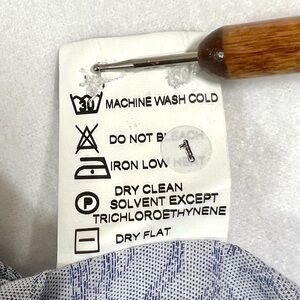 30 MACHINE WASH COLD
DO NOT BLEACH
IRON LOW HEAT
1
P DRY CLEAN
SOLVENT EXCEPT
TRICHLOROETHYNENE
DRY FLAT